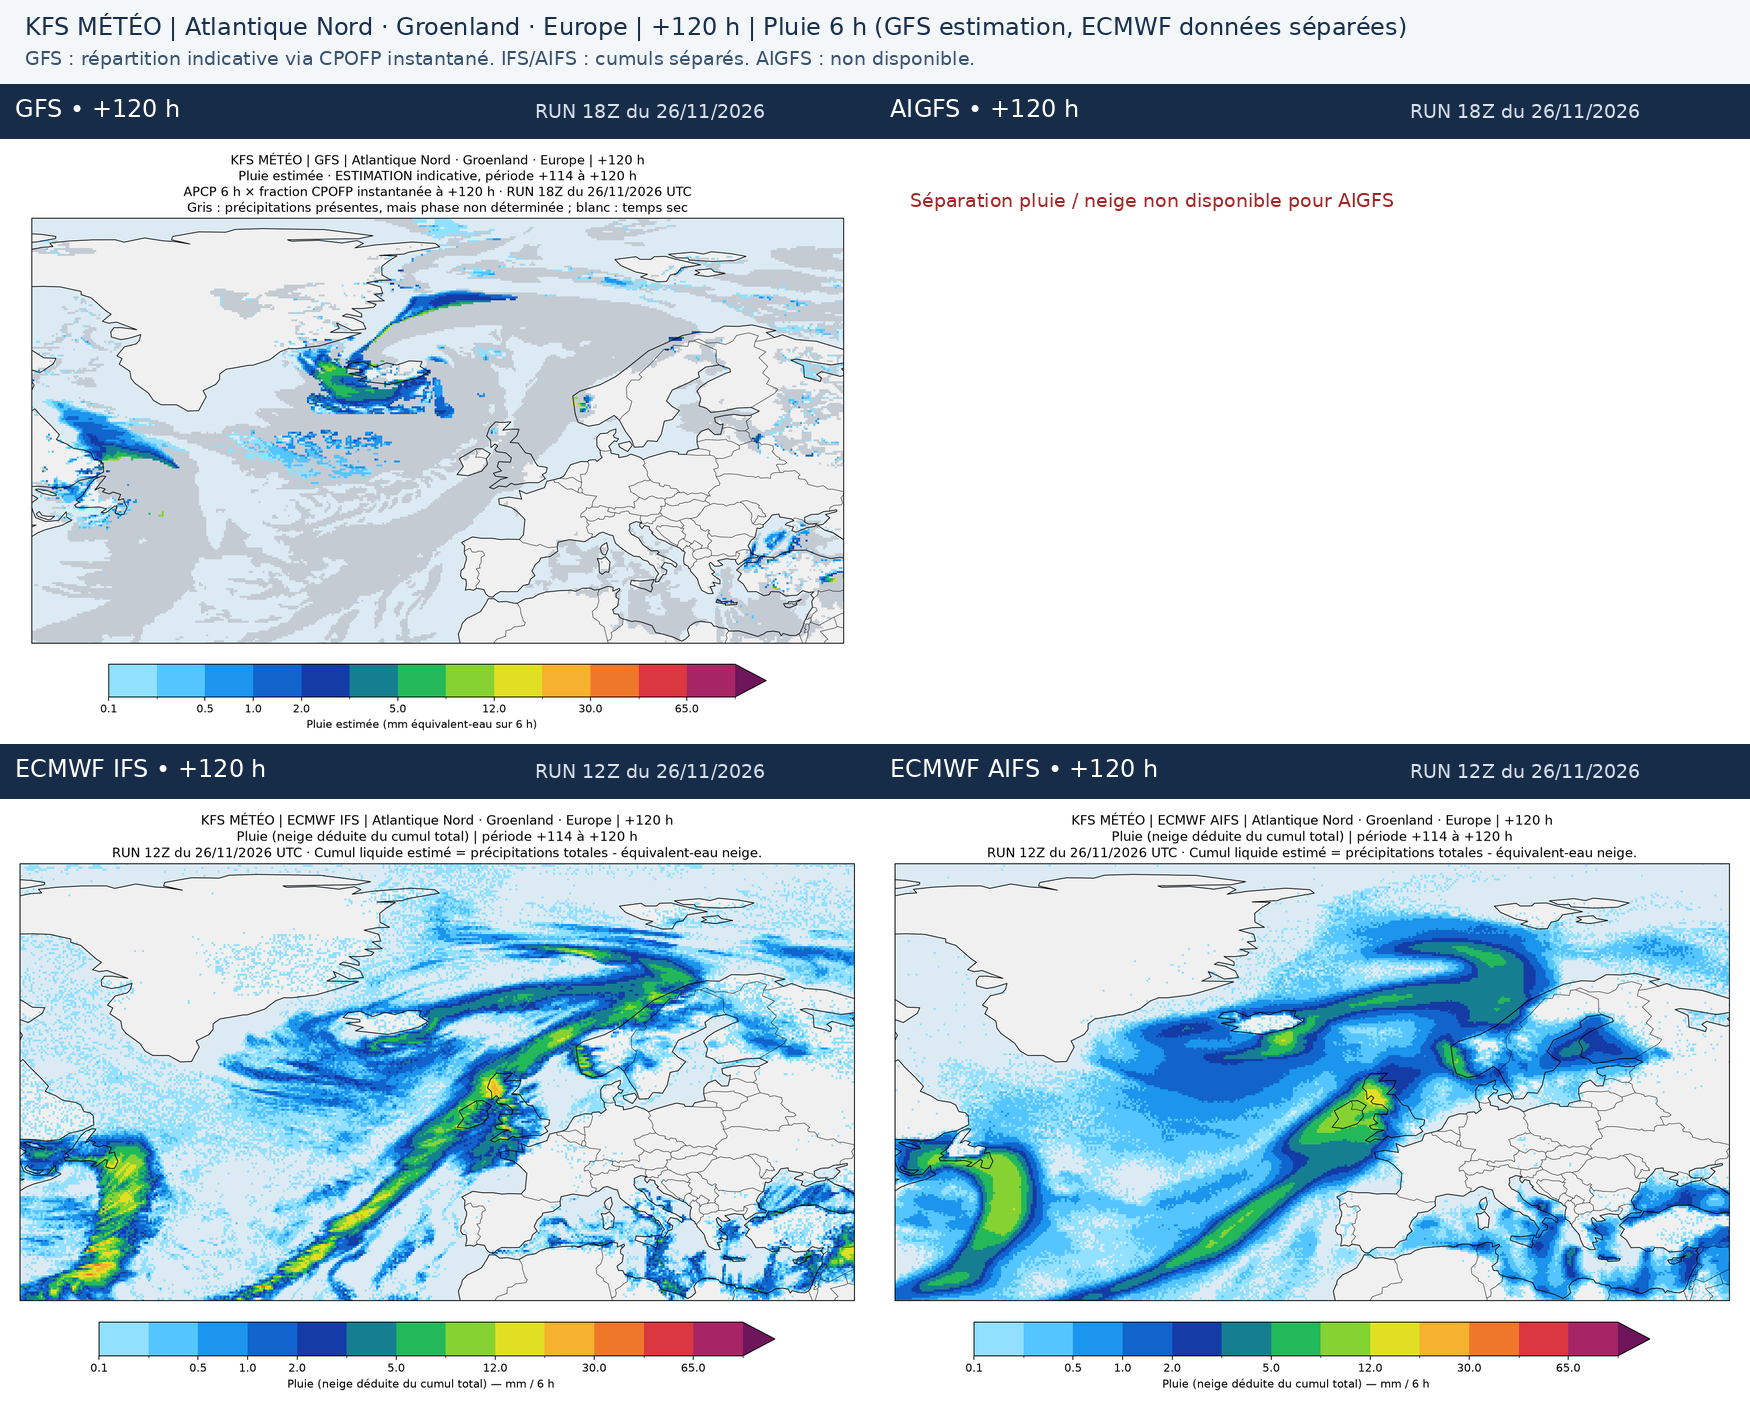 KFS MÉTÉO | Atlantique Nord · Groenland · Europe | +120 h | Pluie 6 h (GFS estimation, ECMWF données séparées)
GFS : répartition indicative via CPOFP instantané. IFS/AIFS : cumuls séparés. AIGFS : non disponible.
GFS • +120 h
RUN 18Z du 26/11/2026
AIGFS • +120 h
RUN 18Z du 26/11/2026
KFS MÉTÉO | GFS | Atlantique Nord · Groenland · Europe | +120 h
Pluie estimée · ESTIMATION indicative, période +114 à +120 h
APCP 6 h × fraction CPOFP instantanée à +120 h · RUN 18Z du 26/11/2026 UTC
Gris : précipitations présentes, mais phase non déterminée ; blanc : temps sec
0.1 0.5 1.0 2.0 5.0 12.0 30.0 65.0
Pluie estimée (mm équivalent-eau sur 6 h)
Séparation pluie / neige non disponible pour AIGFS
ECMWF IFS • +120 h
RUN 12Z du 26/11/2026
ECMWF AIFS • +120 h
RUN 12Z du 26/11/2026
KFS MÉTÉO | ECMWF IFS | Atlantique Nord · Groenland · Europe | +120 h
Pluie (neige déduite du cumul total) | période +114 à +120 h
RUN 12Z du 26/11/2026 UTC · Cumul liquide estimé = précipitations totales - équivalent-eau neige.
0.1 0.5 1.0 2.0 5.0 12.0 30.0 65.0
Pluie (neige déduite du cumul total) — mm / 6 h
KFS MÉTÉO | ECMWF AIFS | Atlantique Nord · Groenland · Europe | +120 h
Pluie (neige déduite du cumul total) | période +114 à +120 h
RUN 12Z du 26/11/2026 UTC · Cumul liquide estimé = précipitations totales - équivalent-eau neige.
0.1 0.5 1.0 2.0 5.0 12.0 30.0 65.0
Pluie (neige déduite du cumul total) — mm / 6 h